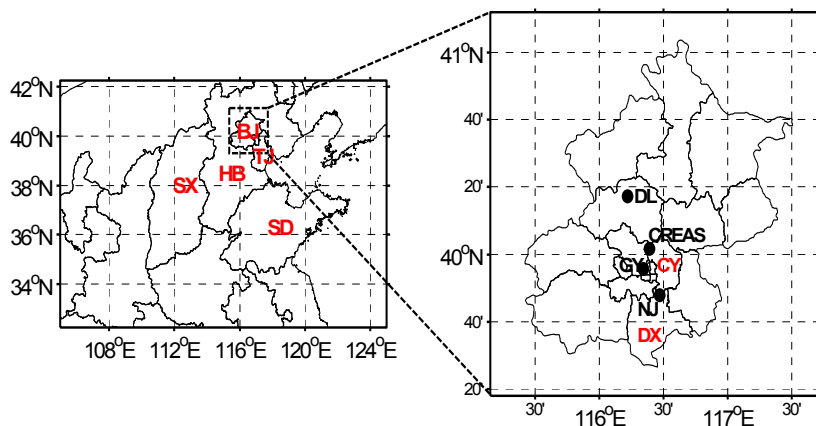 42°N
40°N
38°N
36°N
34°N
108°E 112°E 116°E 120°E 124°E
BJ
TJ
HB
SX
SD
41°N
40'
20'
40°N
40'
20'
30' 116°E 30' 117°E 30'
DL
CREAS
GY CY
NJ
DX